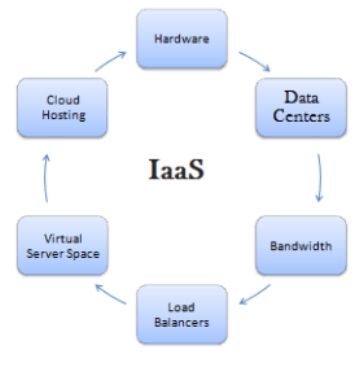 Hardware
Data
Centers
Bandwidth
Load
Balancers
Virtual
Server Space
Cloud
Hosting
IaaS